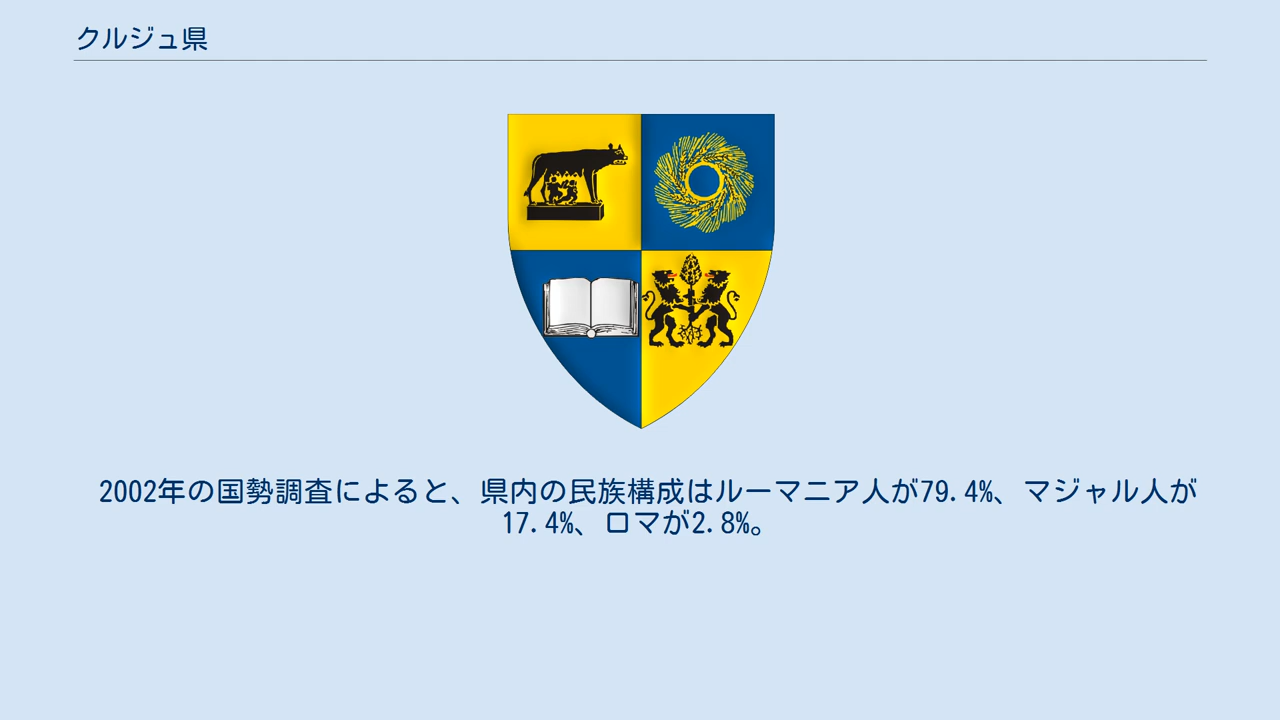 クルジュ県
2002年の国勢調査によると、県内の民族構成はルーマニア人が79.4%、マジャル人が
17.4%、ロマが2.8%。